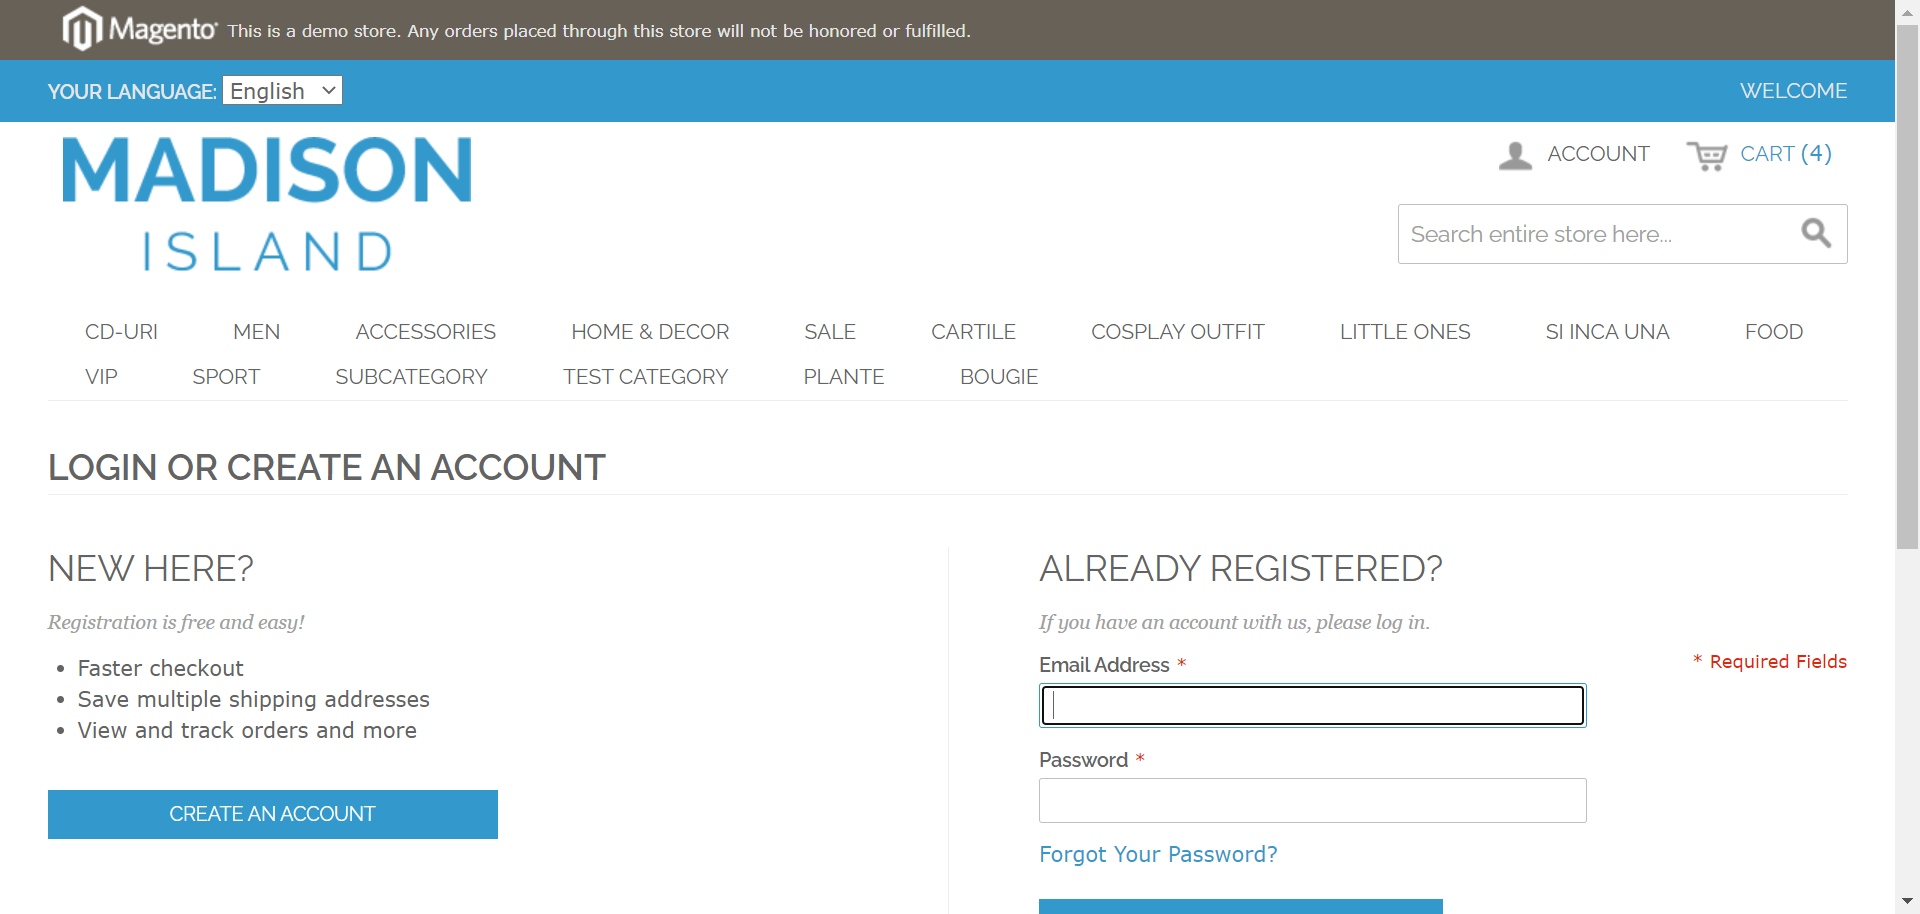 Magento This is a demo store. Any orders placed through this store will not be honored or fulfilled.
YOUR LANGUAGE: English WELCOME
MADISON
ISLAND
ACCOUNT CART (4)
Search entire store here...
CD-URI MEN ACCESSORIES HOME & DECOR SALE CARTILE COSPLAY OUTFIT LITTLE ONES SI INCA UNA FOOD
VIP SPORT SUBCATEGORY TEST CATEGORY PLANTE BOUGIE
LOGIN OR CREATE AN ACCOUNT
NEW HERE?
Registration is free and easy!
• Faster checkout
• Save multiple shipping addresses
• View and track orders and more
CREATE AN ACCOUNT
ALREADY REGISTERED?
If you have an account with us, please log in.
Email Address *
* Required Fields
Password *
Forgot Your Password?